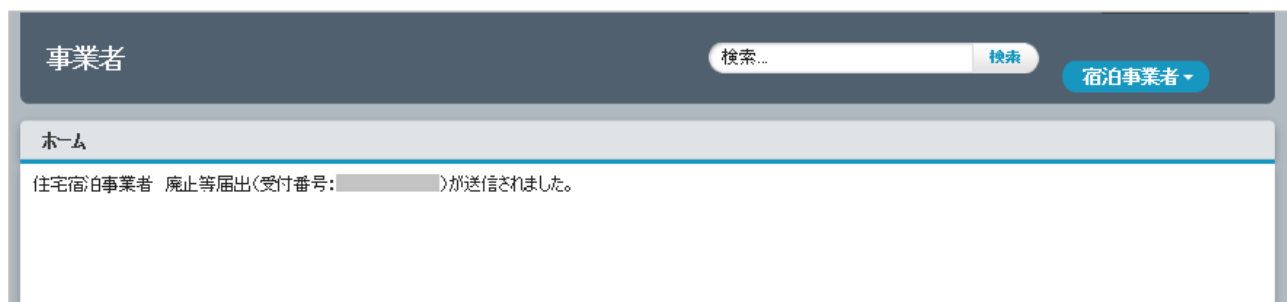 事業者
検索...
検索
宿泊事業者
ホーム
住宅宿泊事業者　廃止等届出(受付番号: )が送信されました。